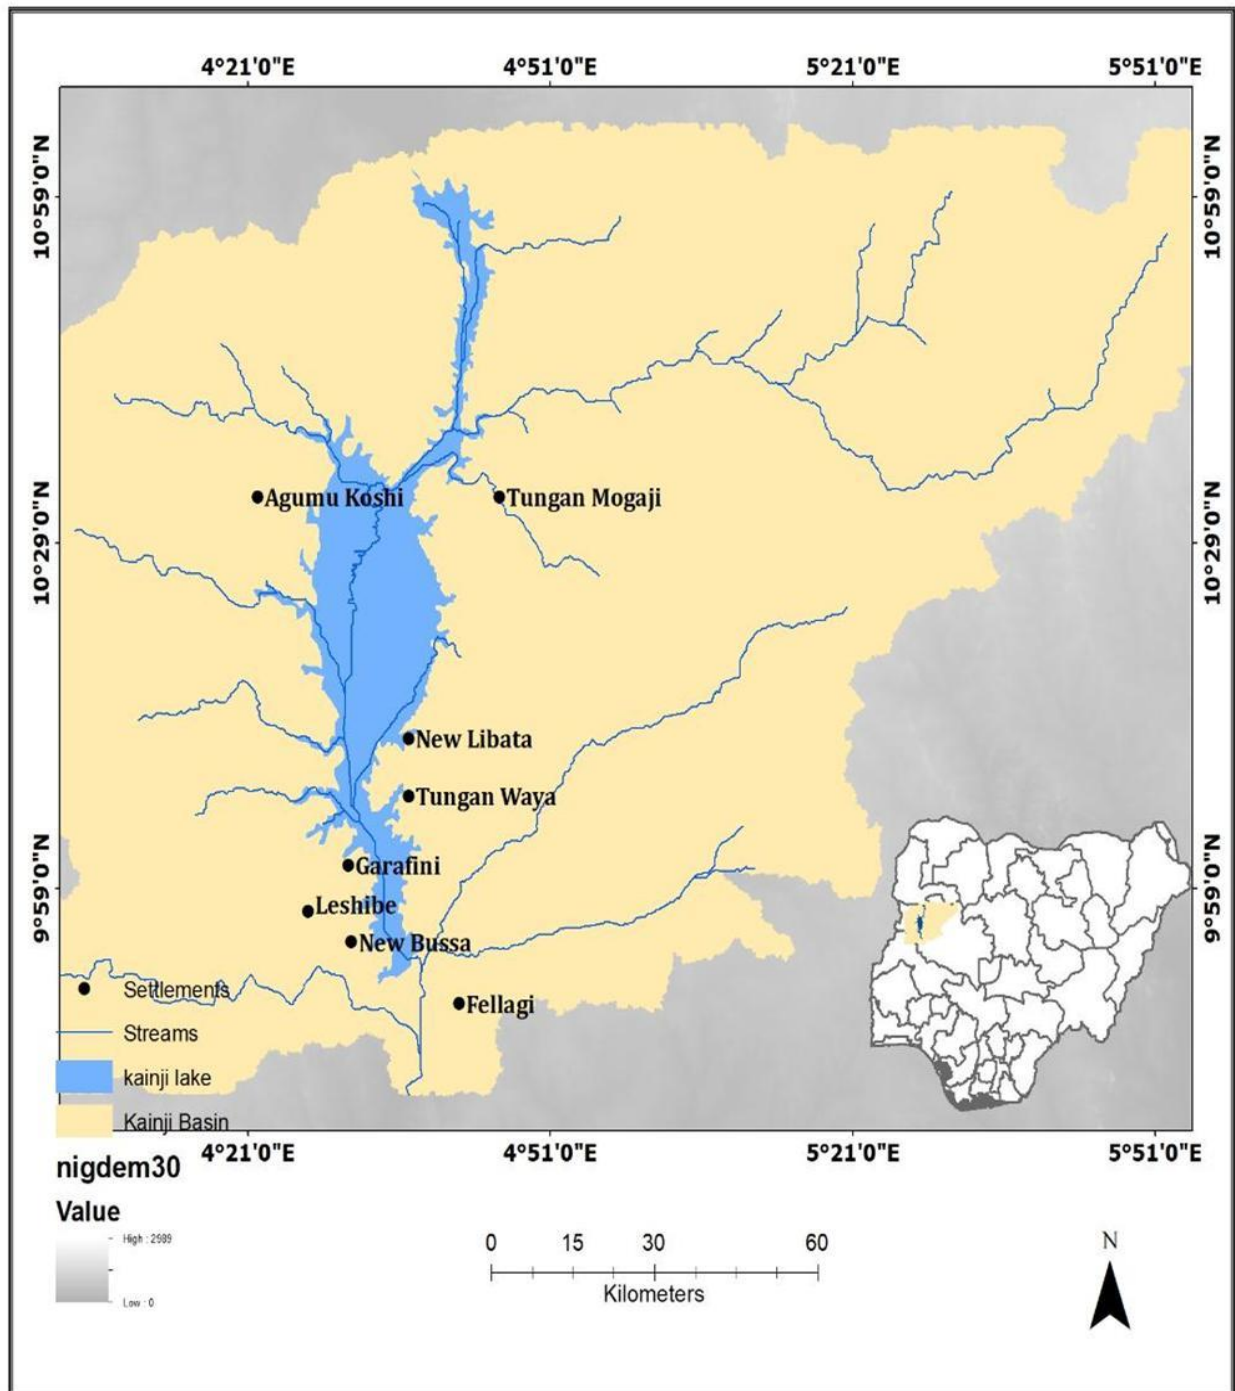 4°21'0"E 4°51'0"E 5°21'0"E 5°51'0"E
10°59'0"N
10°59'0"N
Agumu Koshi
Tungan Mogaji
10°29'0"N
10°29'0"N
New Libata
Tungan Waya
Garafini
9°59'0"N
9°59'0"N
Leshibe
New Bussa
Settlements
Fellagi
Streams
kainji lake
Kainji Basin
4°21'0"E 4°51'0"E 5°21'0"E 5°51'0"E
nigdem30
Value
High : 2989
Low : 0
0 15 30 60
Kilometers
N